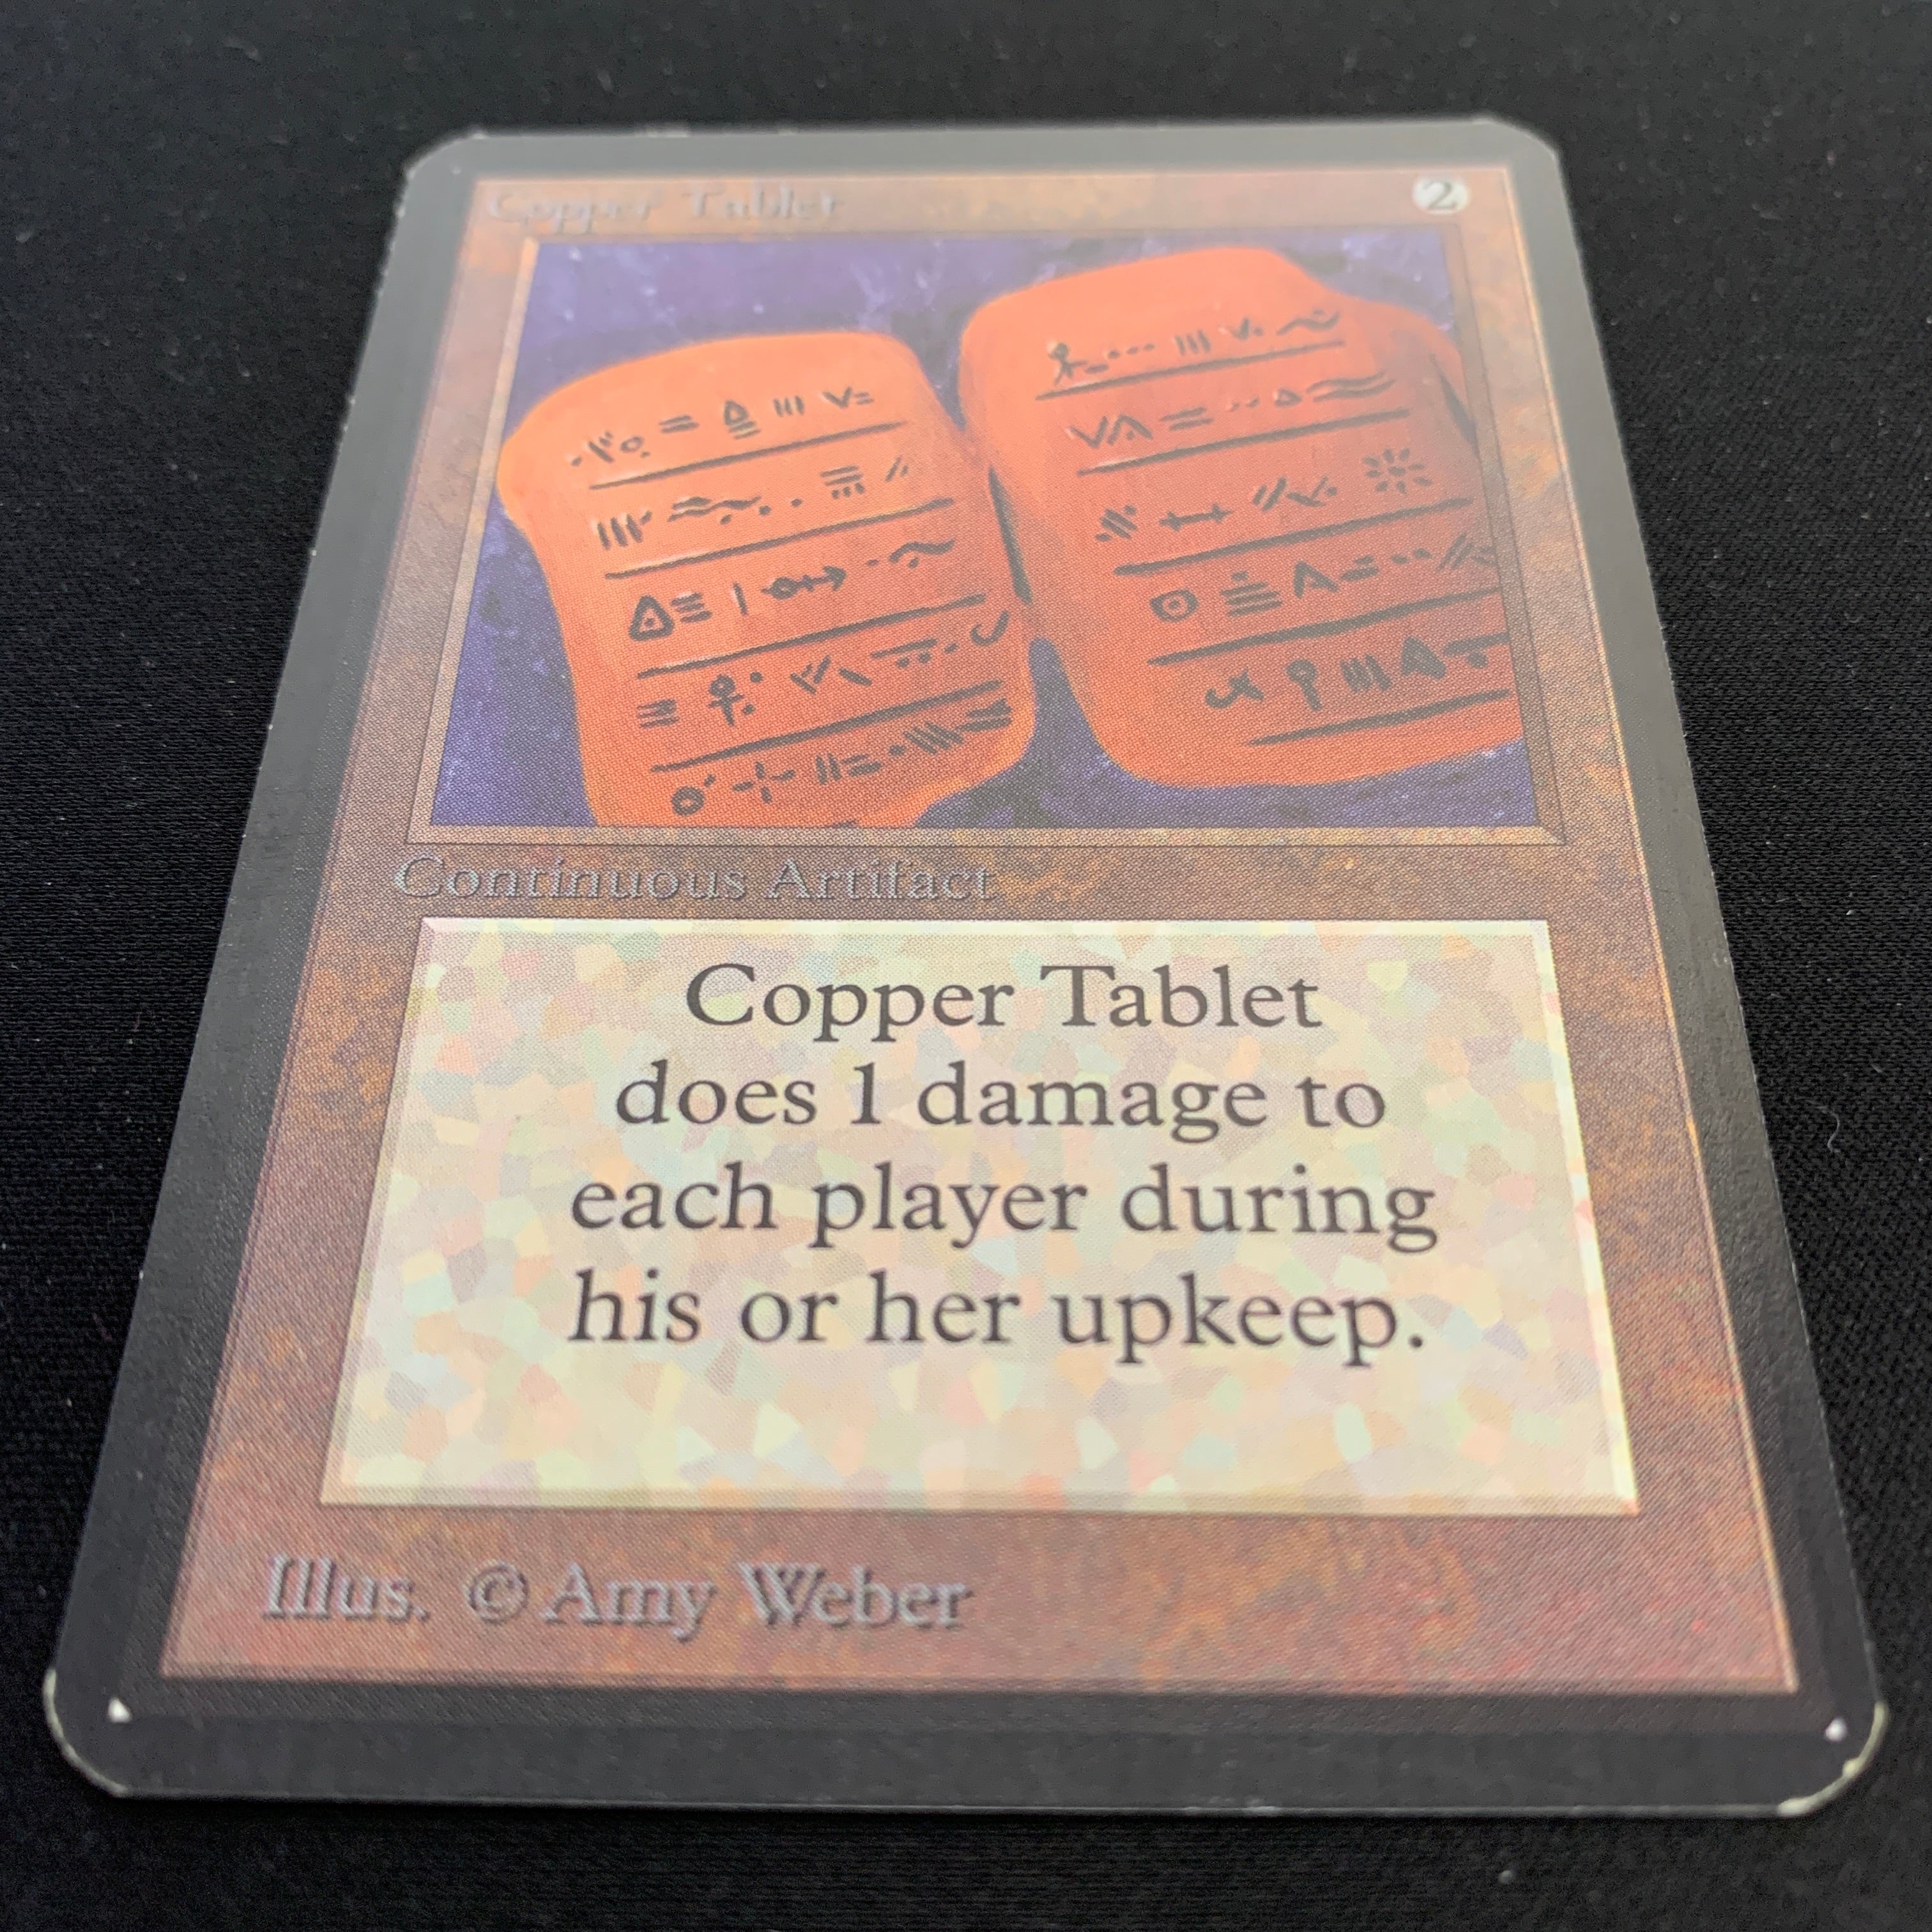 Copper Tablet 2
Continuous Artifact
Copper Tablet
does 1 damage to
each player during
his or her upkeep.
Illus. © Amy Weber